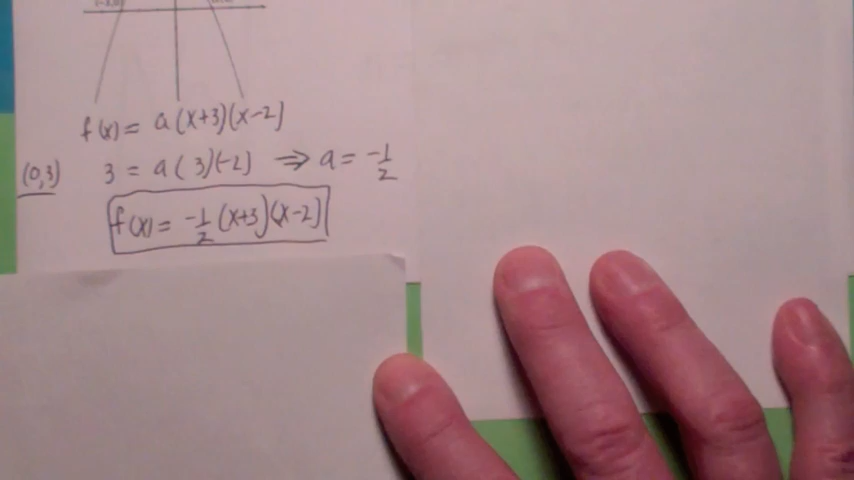 f(x) = a(x+3)(x-2)
(0,3) 3 = a(3)(-2) ⇒ a = -1/2
f(x) = -1/2 (x+3)(x-2)